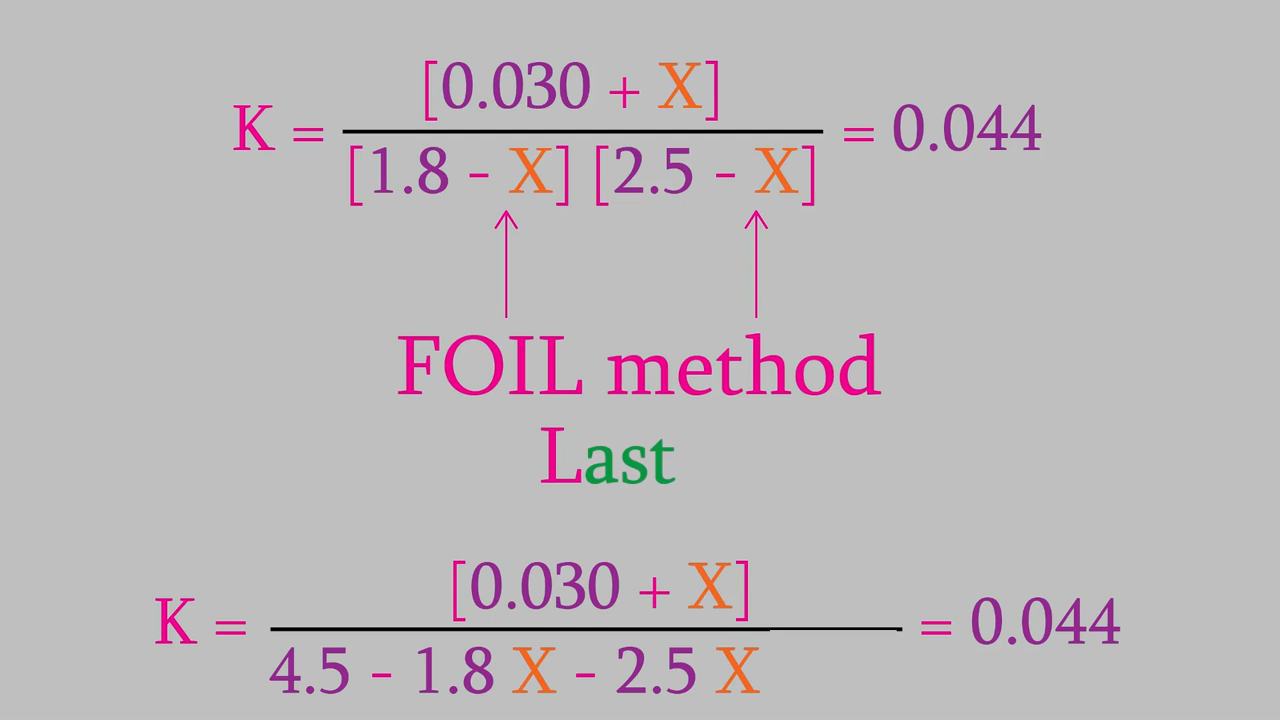 [0.030 + X]
K = = 0.044
[1.8 - X] [2.5 - X]
FOIL method
Last
[0.030 + X]
K = = 0.044
4.5 - 1.8 X - 2.5 X